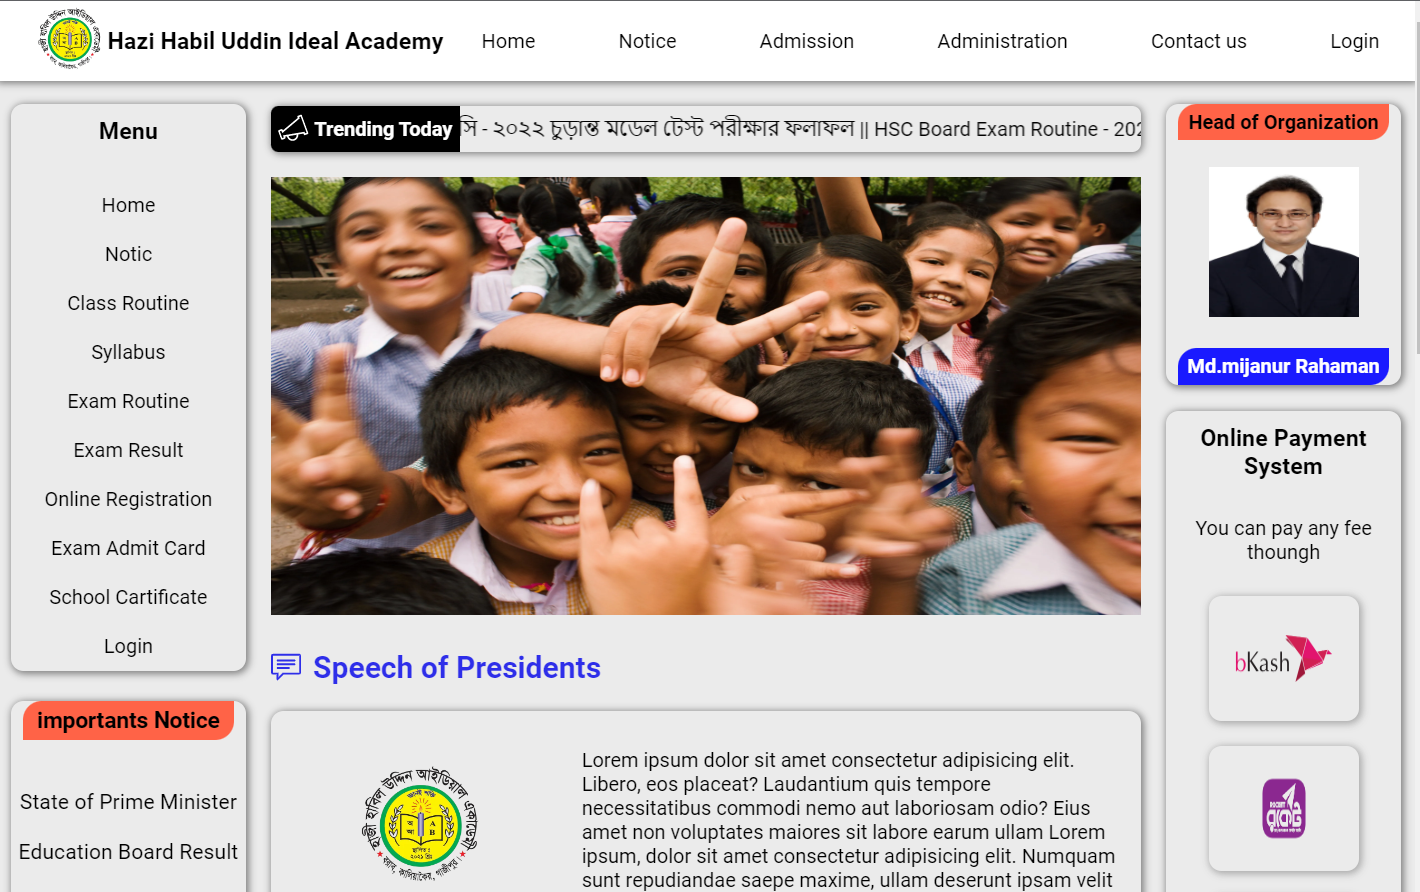 Hazi Habil Uddin Ideal Academy
Home
Notice
Admission
Administration
Contact us
Login
Menu
Home
Notic
Class Routine
Syllabus
Exam Routine
Exam Result
Online Registration
Exam Admit Card
School Cartificate
Login
importants Notice
State of Prime Minister
Education Board Result
Trending Today
সি - ২০২২ চুড়ান্ত মডেল টেস্ট পরীক্ষার ফলাফল || HSC Board Exam Routine - 202
Speech of Presidents
হাজী হাবিল উদ্দিন আইডিয়াল একাডেমী
Lorem ipsum dolor sit amet consectetur adipisicing elit.
Libero, eos placeat? Laudantium quis tempore
necessitatibus commodi nemo aut laboriosam odio? Eius
amet non voluptates maiores sit labore earum ullam Lorem
ipsum, dolor sit amet consectetur adipisicing elit. Numquam
sunt repudiandae saepe maxime, ullam deserunt ipsam velit
Head of Organization
Md.mijanur Rahaman
Online Payment
System
You can pay any fee
thoungh
bKash
ROCKET
রকেট